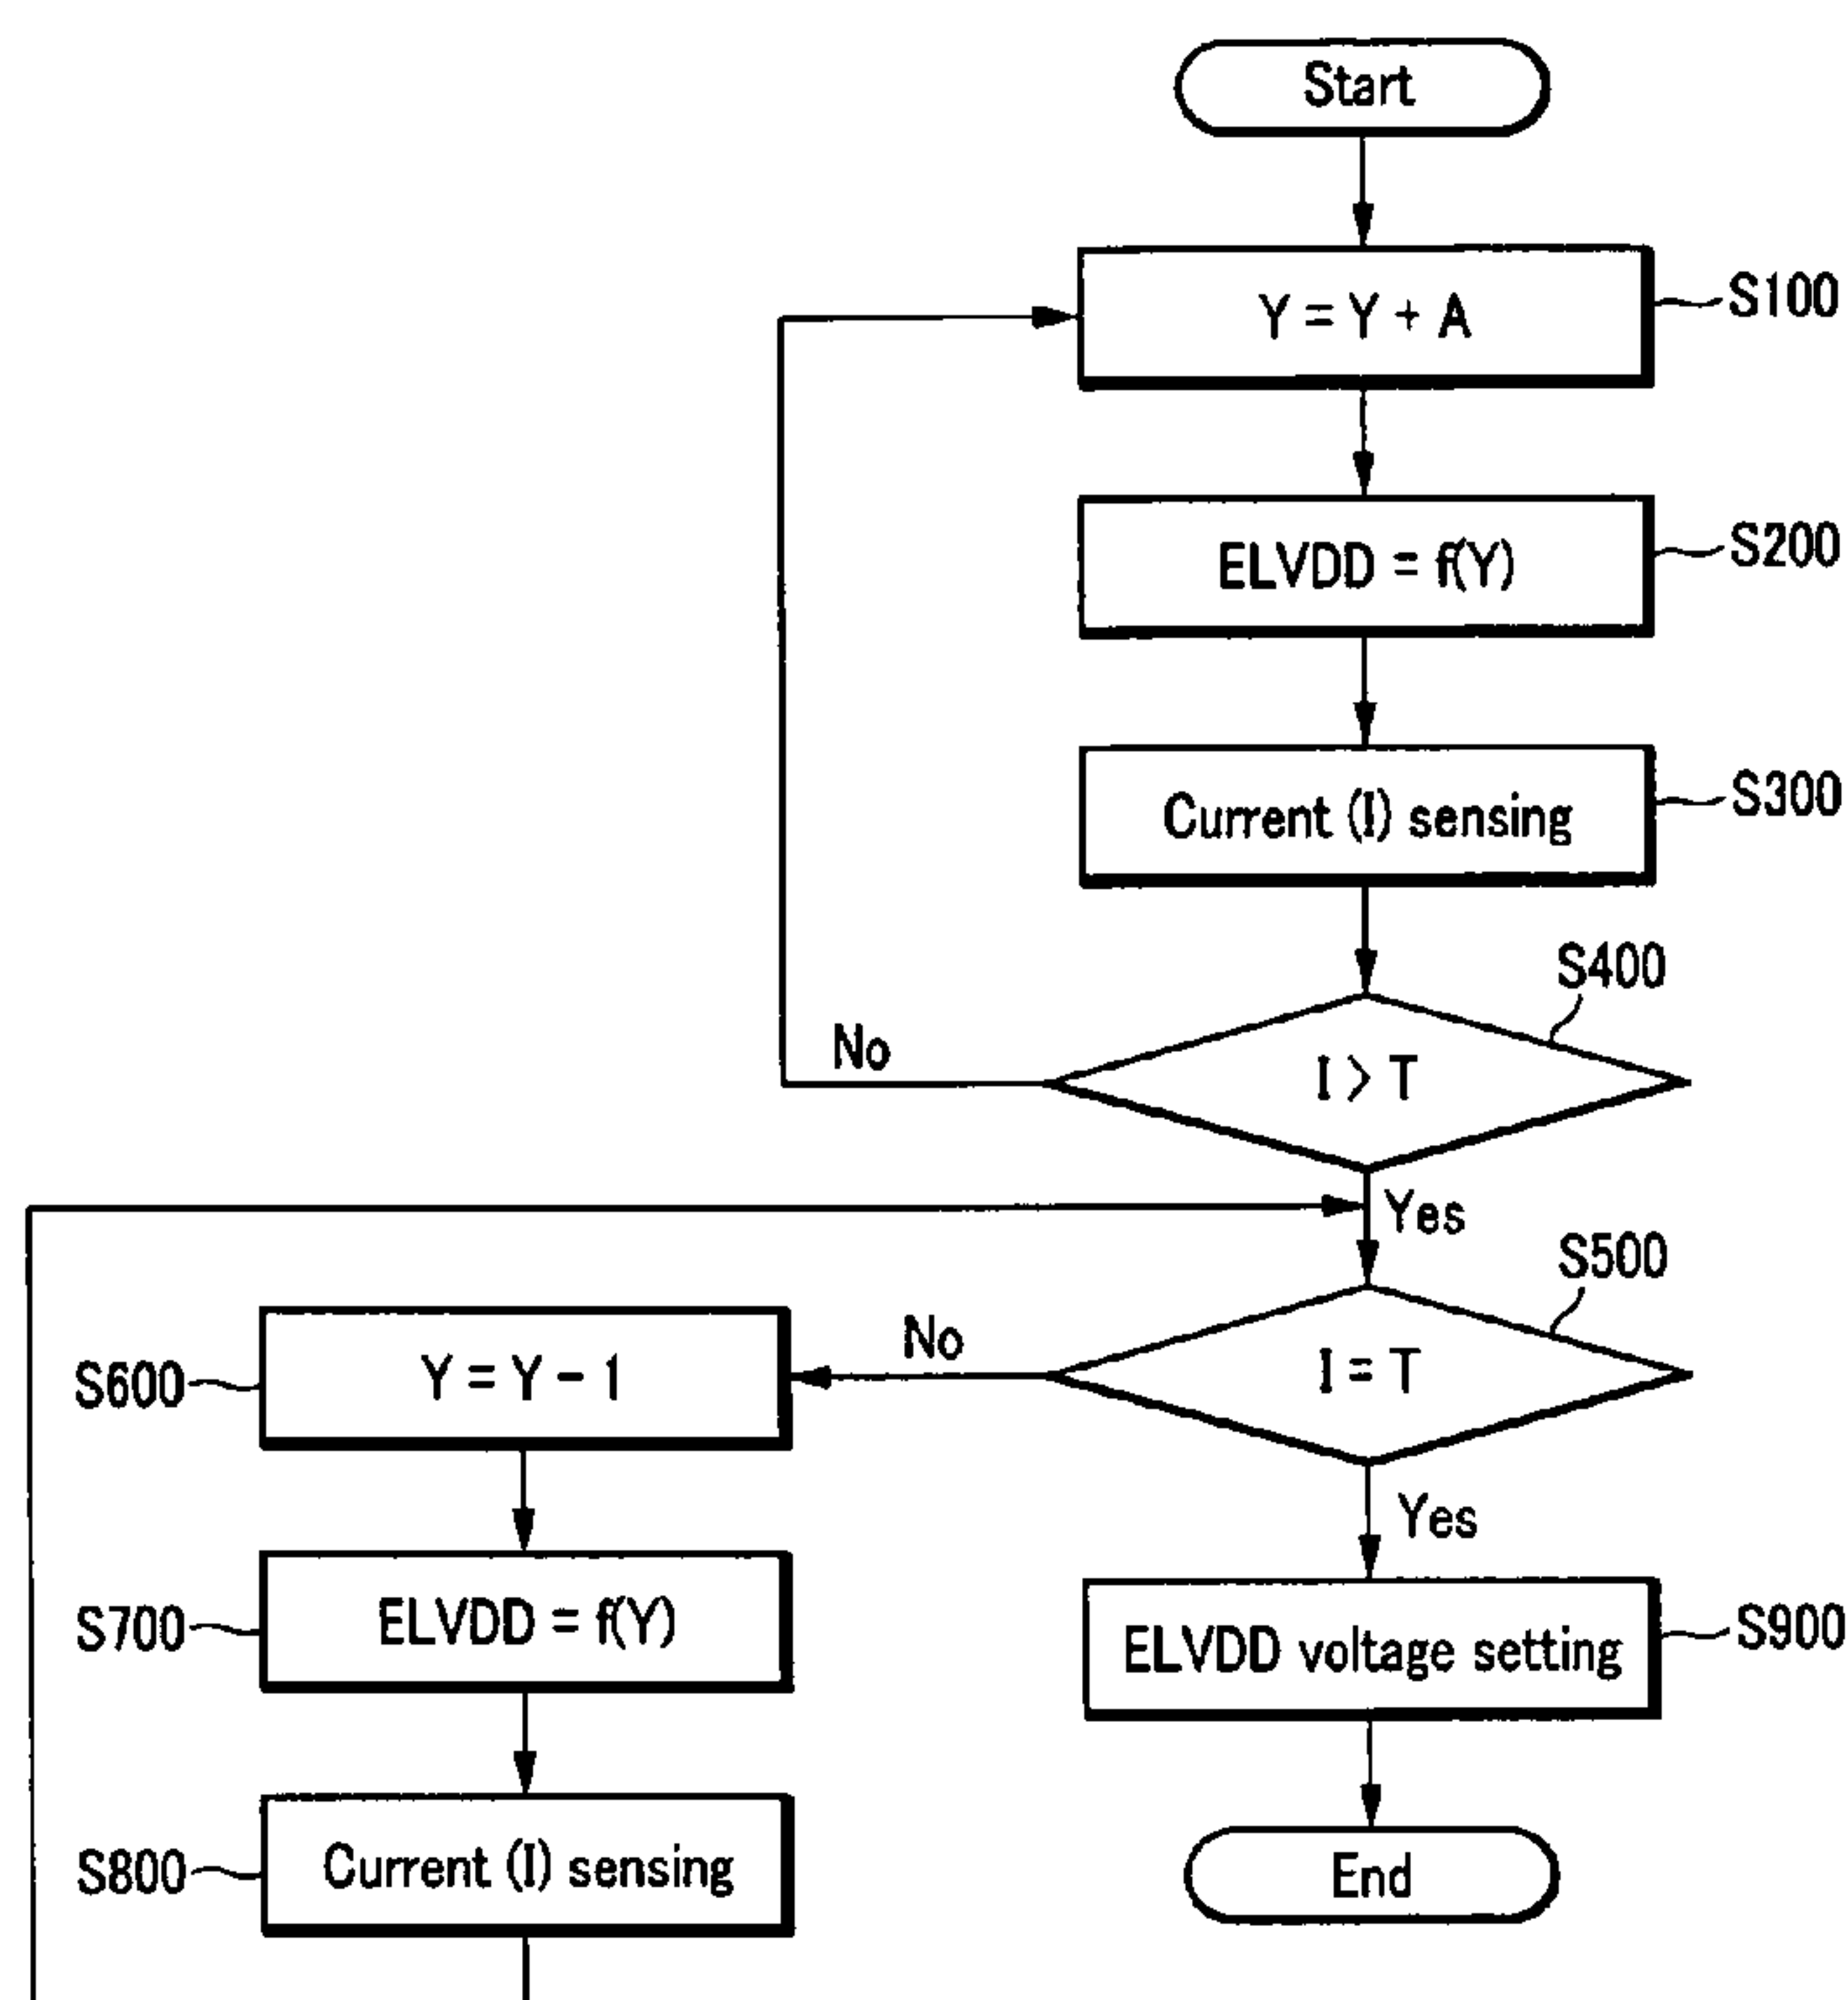 Start
Y = Y + A
S100
ELVDD = f(Y)
S200
Current (I) sensing
S300
S400
I > T
No
Yes
S500
I = T
No
Yes
Y = Y - 1
S600
ELVDD = f(Y)
S700
Current (I) sensing
S800
ELVDD voltage setting
S900
End